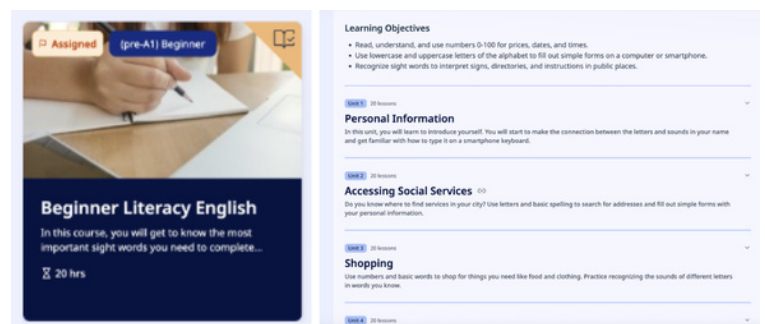 Assigned
(pre-A1) Beginner
Beginner Literacy English
In this course, you will get to know the most
important sight words you need to complete...
20 hrs
Learning Objectives
• Read, understand, and use numbers 0-100 for prices, dates, and times.
• Use lowercase and uppercase letters of the alphabet to fill out simple forms on a computer or smartphone.
• Recognize sight words to interpret signs, directories, and instructions in public places.
Unit 1 20 lessons
Personal Information
In this unit, you will learn to introduce yourself. You will start to make the connection between the letters and sounds in your name
and get familiar with how to type it on a smartphone keyboard.
Unit 2 20 lessons
Accessing Social Services
Do you know where to find services in your city? Use letters and basic spelling to search for addresses and fill out simple forms with
your personal information.
Unit 3 20 lessons
Shopping
Use numbers and basic words to shop for things you need like food and clothing. Practice recognizing the sounds of different letters
in words you know.
Unit 4 20 lessons